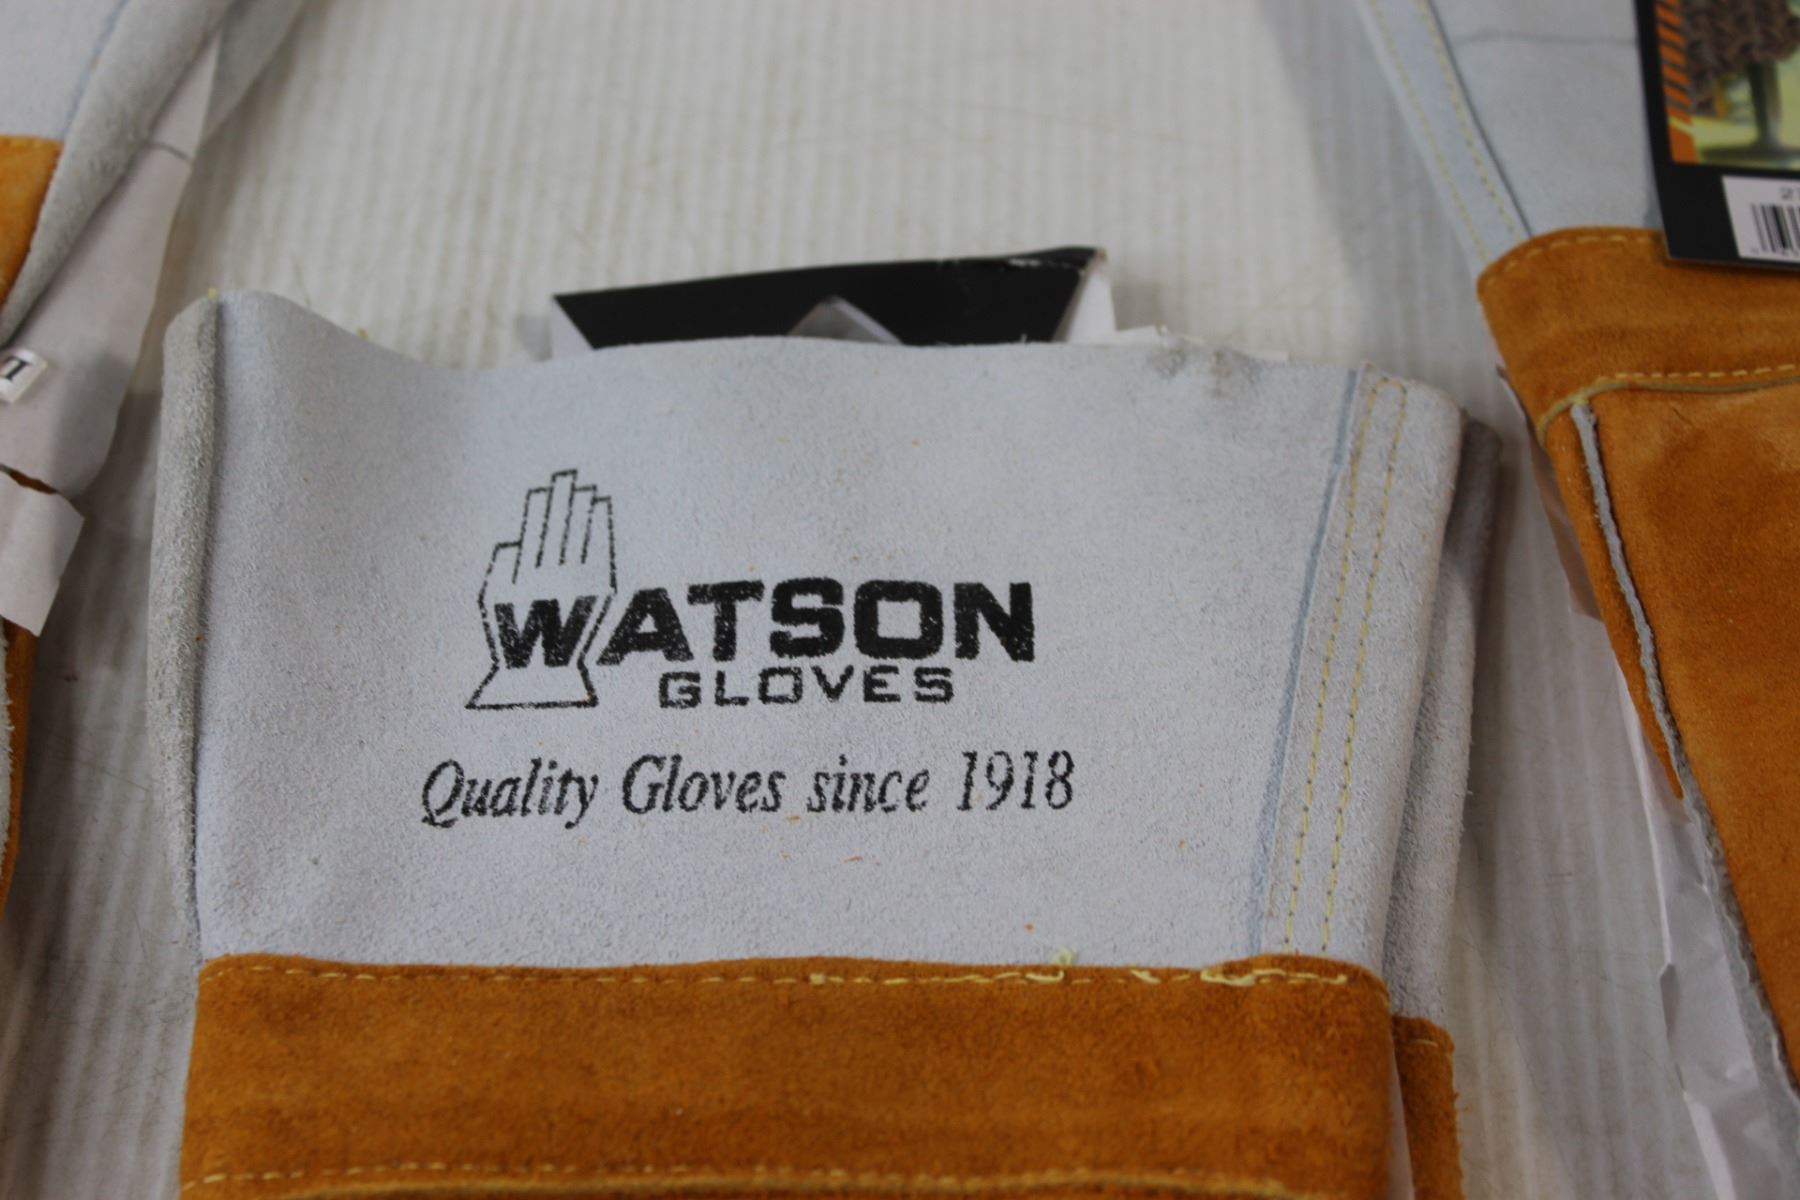 WATSON
GLOVES
Quality Gloves since 1918